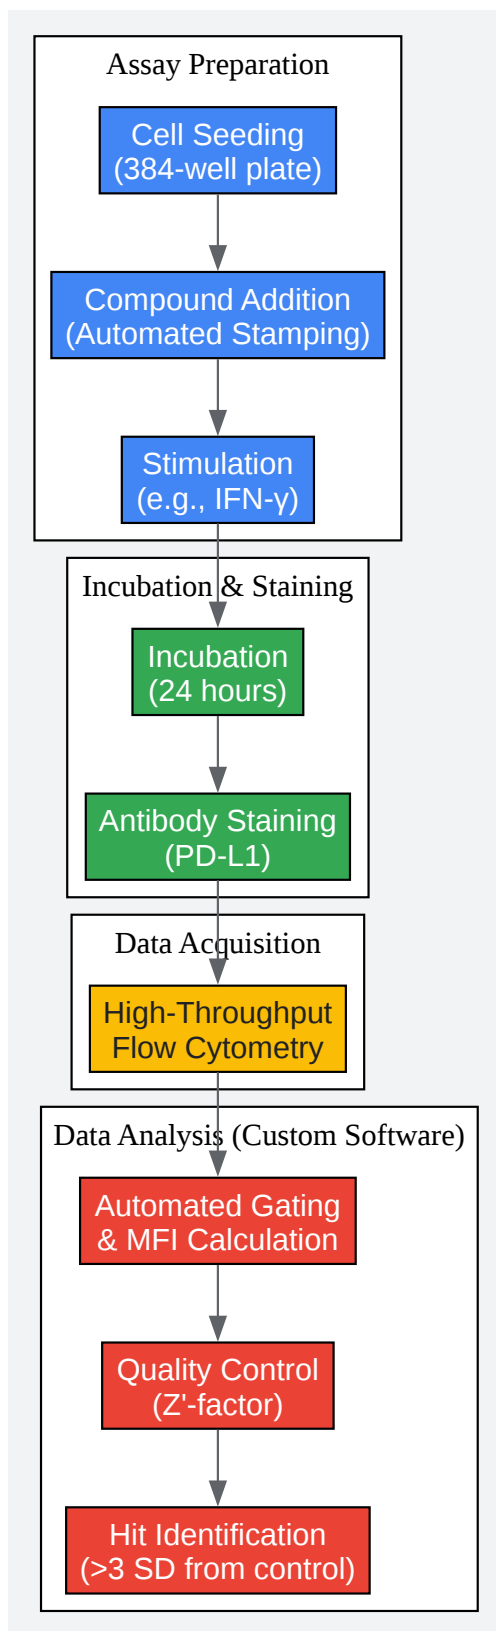 Assay Preparation
Cell Seeding
(384-well plate)
Compound Addition
(Automated Stamping)
Stimulation
(e.g., IFN-γ)
Incubation & Staining
Incubation
(24 hours)
Antibody Staining
(PD-L1)
Data Acquisition
High-Throughput
Flow Cytometry
Data Analysis (Custom Software)
Automated Gating
& MFI Calculation
Quality Control
(Z'-factor)
Hit Identification
(>3 SD from control)